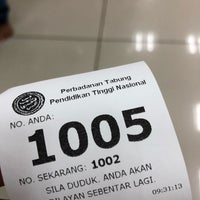 Perbadanan Tabung
Pendidikan Tinggi Nasional
NO. ANDA:
1005
NO. SEKARANG: 1002
SILA DUDUK, ANDA AKAN
SEBENTAR LAGI.
09:31:13